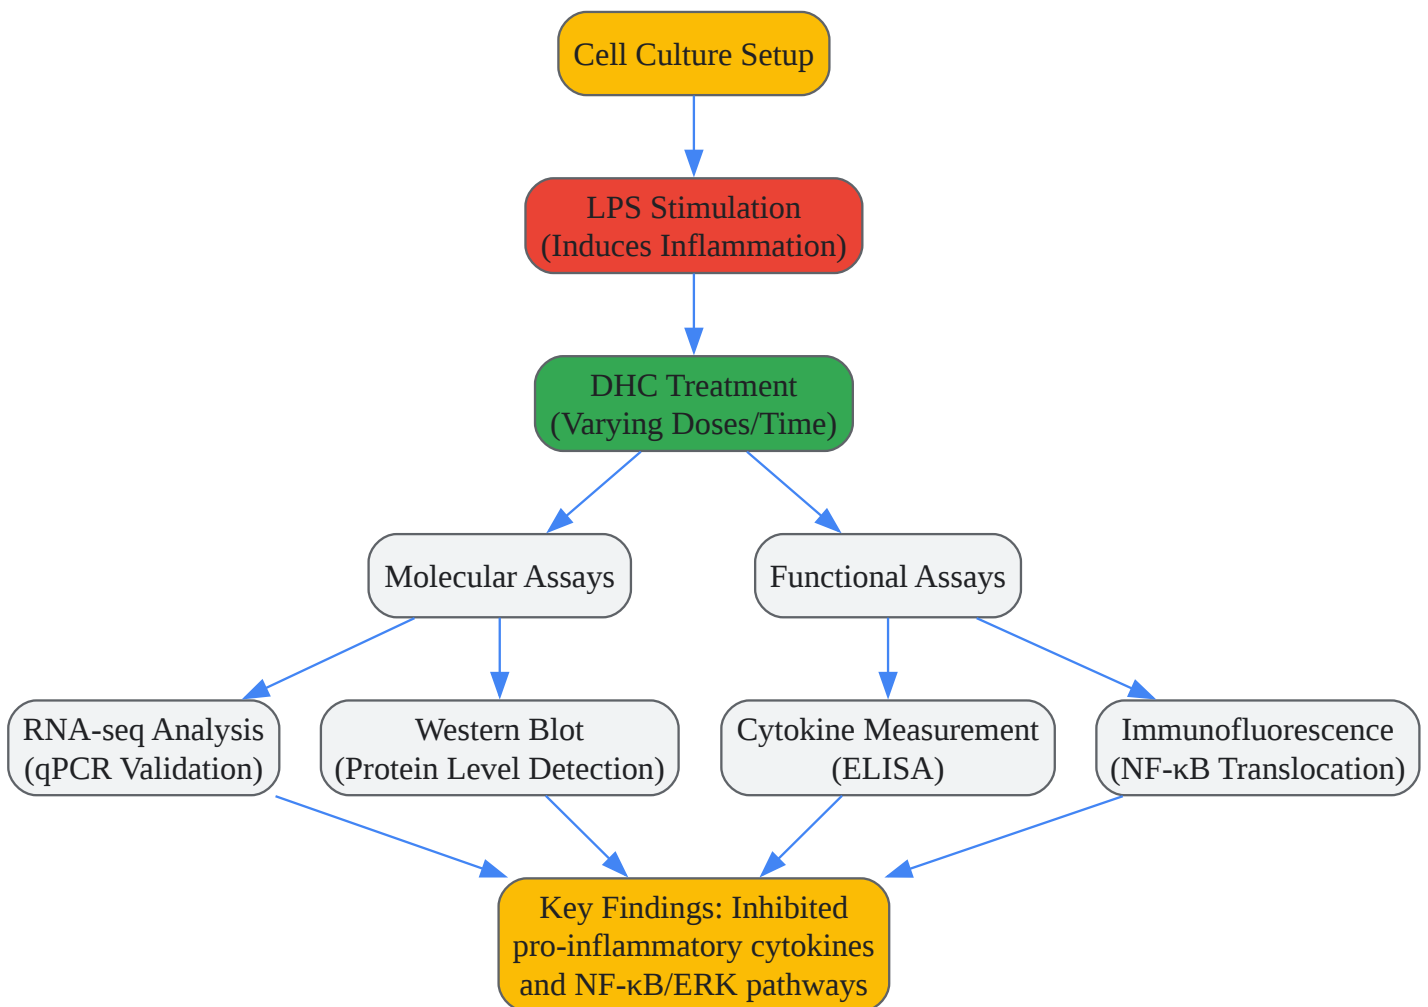 Cell Culture Setup
LPS Stimulation
(Induces Inflammation)
DHC Treatment
(Varying Doses/Time)
Molecular Assays
Functional Assays
RNA-seq Analysis
(qPCR Validation)
Western Blot
(Protein Level Detection)
Cytokine Measurement
(ELISA)
Immunofluorescence
(NF-κB Translocation)
Key Findings: Inhibited
pro-inflammatory cytokines
and NF-κB/ERK pathways